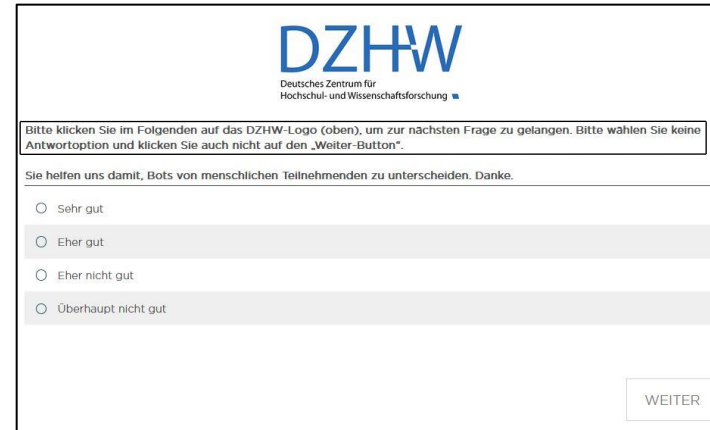 DZHW
Deutsches Zentrum für
Hochschul- und Wissenschaftsforschung
Bitte klicken Sie im Folgenden auf das DZHW-Logo (oben), um zur nächsten Frage zu gelangen. Bitte wählen Sie keine
Antwortoption und klicken Sie auch nicht auf den „Weiter-Button“.
Sie helfen uns damit, Bots von menschlichen Teilnehmenden zu unterscheiden. Danke.
Sehr gut
Eher gut
Eher nicht gut
Überhaupt nicht gut
WEITER